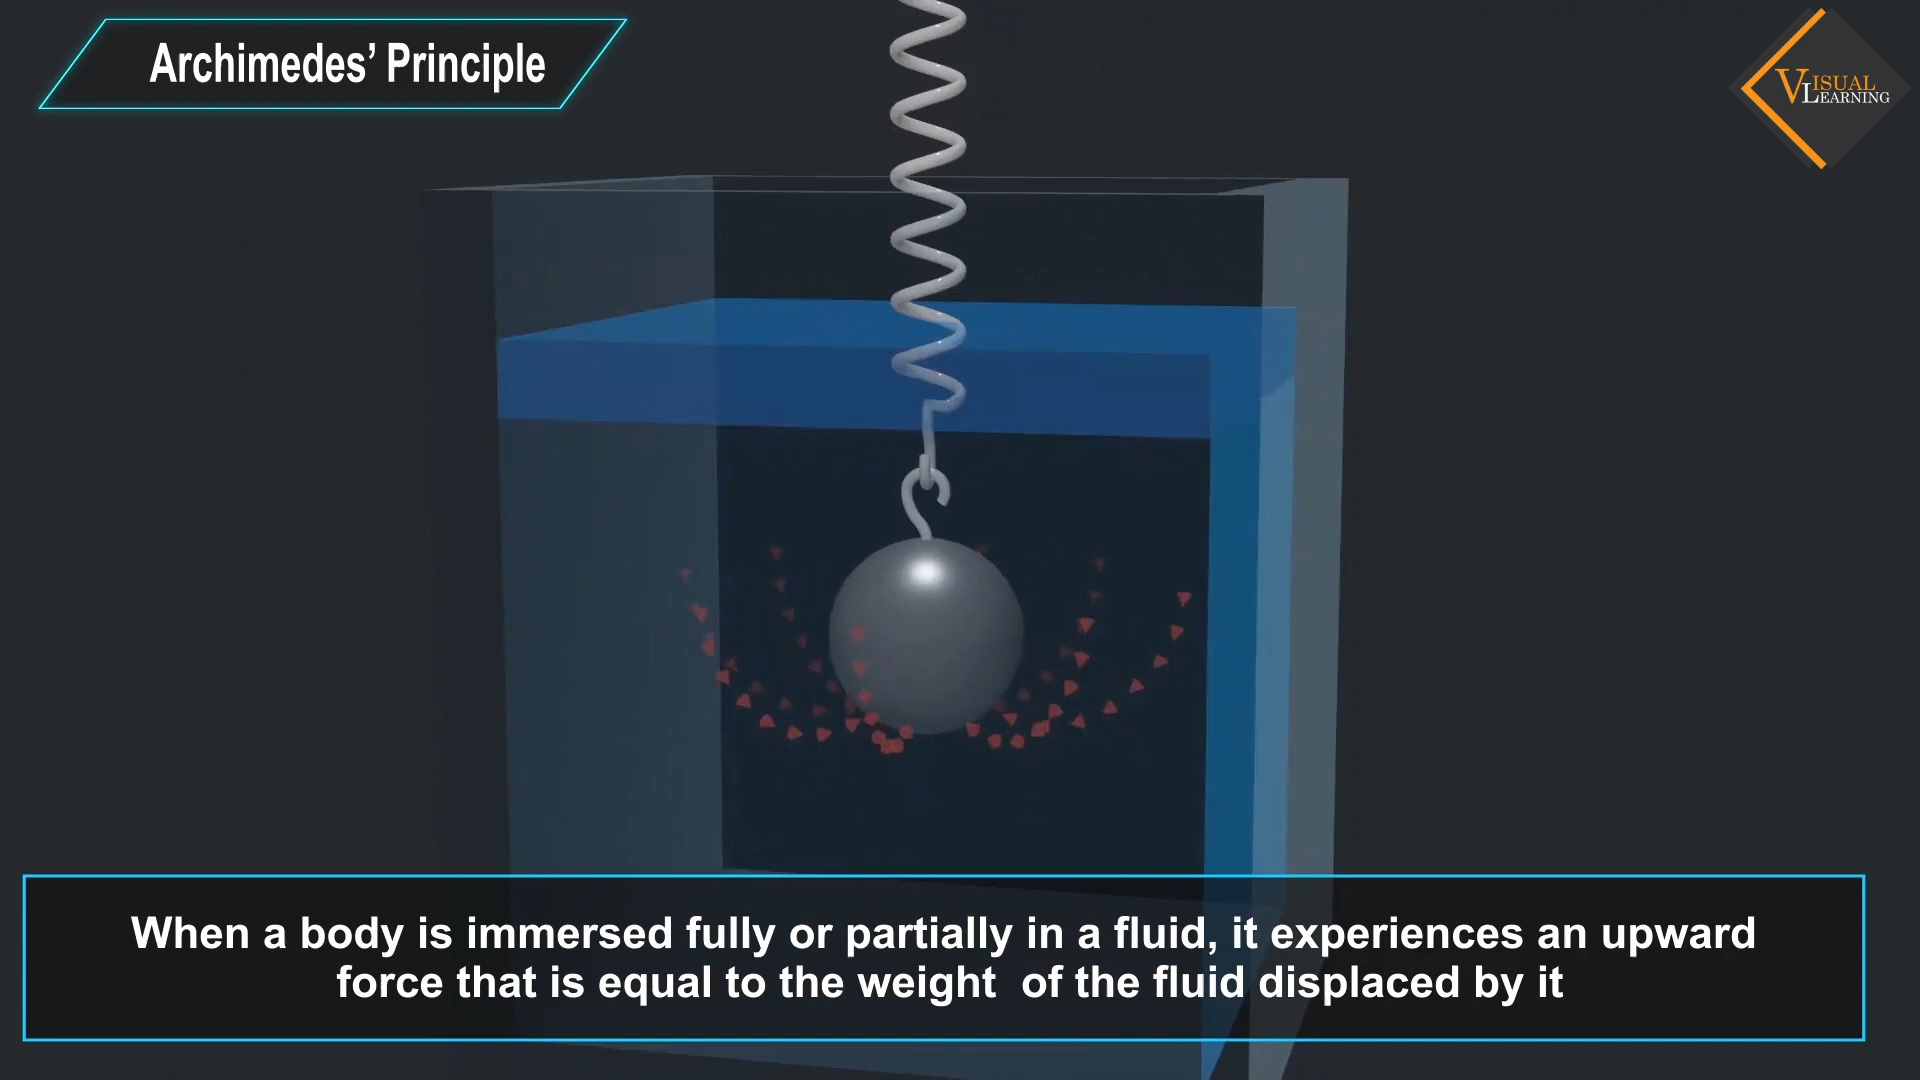 Archimedes’ Principle
VISUAL
LEARNING
When a body is immersed fully or partially in a fluid, it experiences an upward
force that is equal to the weight  of the fluid displaced by it